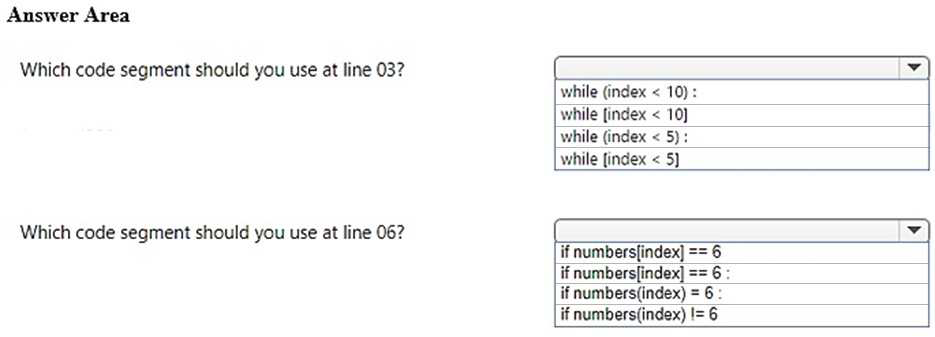 Answer Area
Which code segment should you use at line 03?
while (index < 10) :
while [index < 10]
while (index < 5) :
while [index < 5]
Which code segment should you use at line 06?
if numbers[index] == 6
if numbers[index] == 6 :
if numbers(index) = 6 :
if numbers(index) != 6